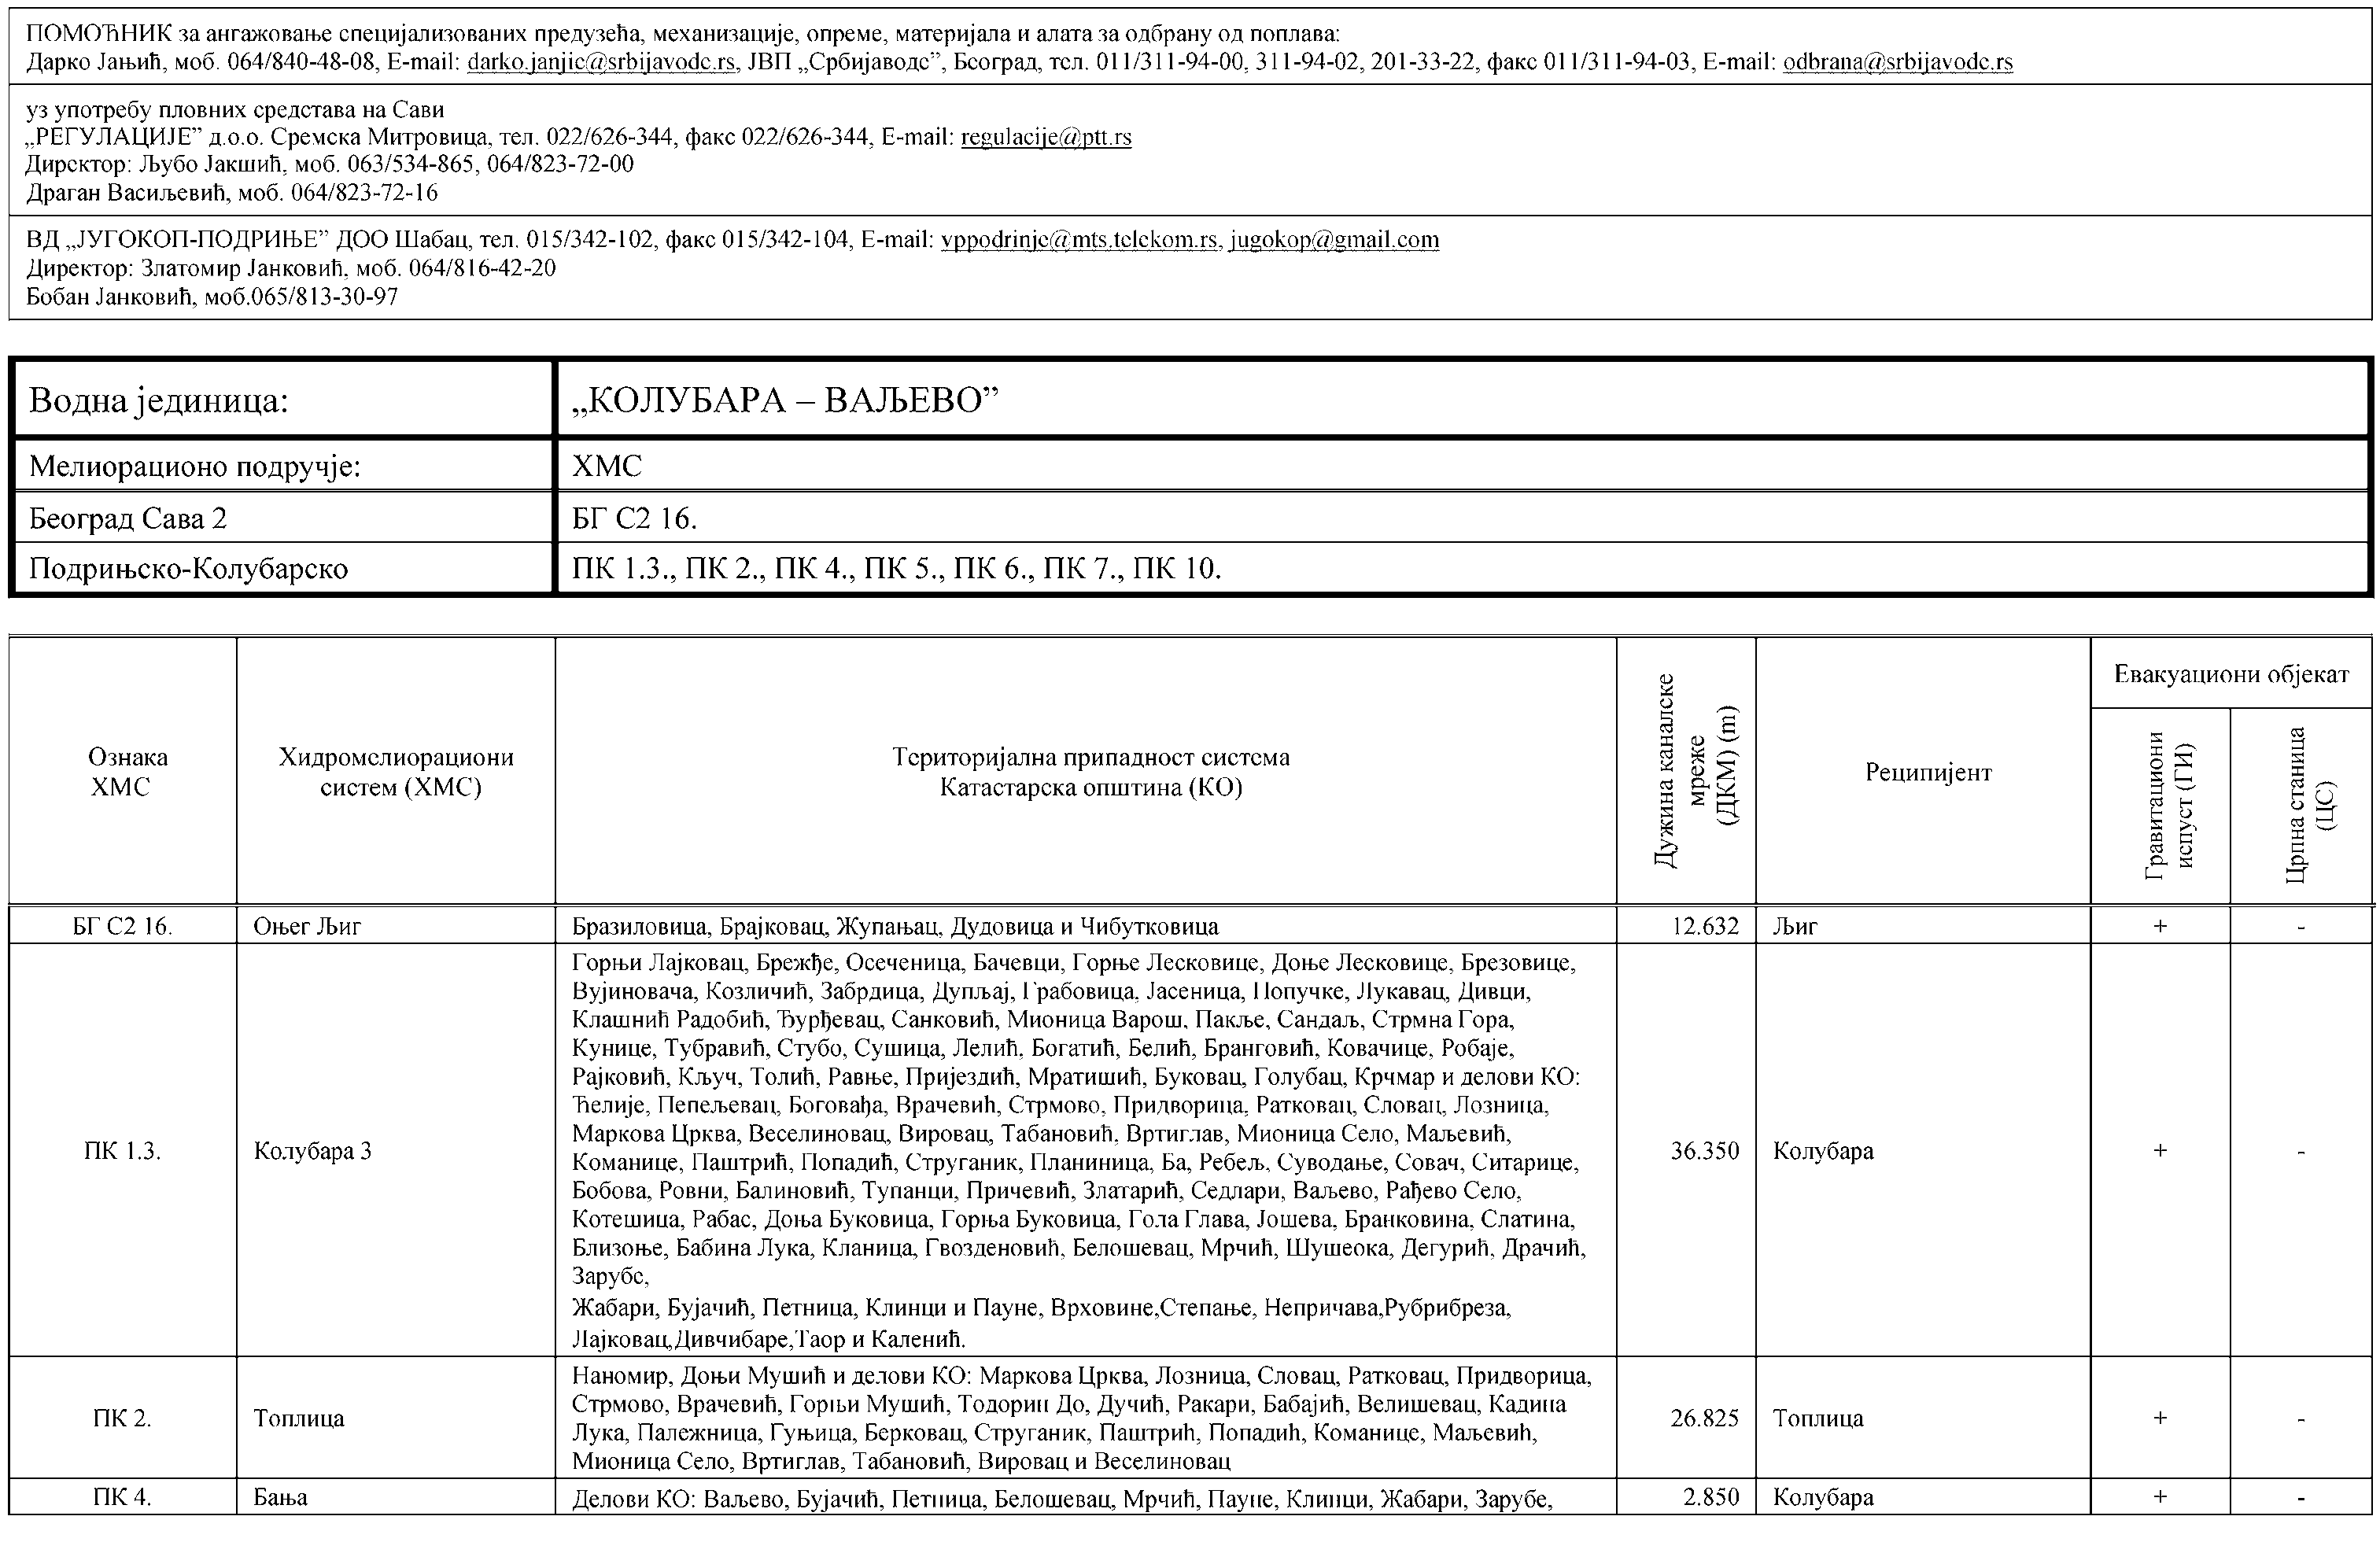 ПОМОЋНИК за ангажовање специјализованих предузећа, механизације, опреме, материјала и алата за одбрану од поплава:
Дарко Јањић, моб. 064/840-48-08, E-mail: darko.janjic@srbijavode.rs, ЈВП „Србијаводе”, Београд, тел. 011/311-94-00, 311-94-02, 201-33-22, факс 011/311-94-03, E-mail: odbrana@srbijavode.rs
уз употребу пловних средстава на Сави
„РЕГУЛАЦИЈЕ” д.о.о. Сремска Митровица, тел. 022/626-344, факс 022/626-344, E-mail: regulacije@ptt.rs
Директор: Љубо Јакшић, моб. 063/534-865, 064/823-72-00
Драган Васиљевић, моб. 064/823-72-16
ВД „ЈУГОКОП-ПОДРИЊЕ” ДОО Шабац, тел. 015/342-102, факс 015/342-104, E-mail: vppodrinje@mts.telekom.rs, jugokop@gmail.com
Директор: Златомир Јанковић, моб. 064/816-42-20
Бобан Јанковић, моб.065/813-30-97
Водна јединица: „КОЛУБАРА – ВАЉЕВО”
Мелиорационо подручје: ХМС
Београд Сава 2 БГ С2 16.
Подрињско-Колубарско ПК 1.3., ПК 2., ПК 4., ПК 5., ПК 6., ПК 7., ПК 10.
Ознака
ХМС
Хидромелиорациони
систем (ХМС)
Територијална припадност система
Катастарска општина (КО)
Дужина каналске
мреже
(ДКМ) (m)
Реципијент
Евакуациони објекат
Гравитациони
испуст (ГИ)
Црпна станица
(ЦС)
БГ С2 16. Оњег Љиг Бразиловица, Брајковац, Жупањац, Дудовица и Чибутковица 12.632 Љиг + -
ПК 1.3. Колубара 3
Горњи Лајковац, Брежђе, Осеченица, Бачевци, Горње Лесковице, Доње Лесковице, Брезовице,
Вујиновача, Козличић, Забрдица, Дупљај, Грабовица, Јасеница, Попучке, Лукавац, Дивци,
Клашнић Радобић, Ђурђевац, Санковић, Мионица Варош, Пакље, Сандаљ, Стрмна Гора,
Кунице, Тубравић, Стубо, Сушица, Лелић, Богатић, Белић, Бранговић, Ковачице, Робаје,
Рајковић, Кључ, Толић, Равње, Пријездић, Мратишић, Буковац, Голубац, Крчмар и делови КО:
Ћелије, Пепељевац, Боговађа, Врачевић, Стрмово, Придворица, Ратковац, Словац, Лозница,
Маркова Црква, Веселиновац, Вировац, Табановић, Вртиглав, Мионица Село, Маљевић,
Команице, Паштрић, Попадић, Струганик, Планиница, Ба, Ребељ, Суводање, Совач, Ситарице,
Бобова, Ровни, Балиновић, Тупанци, Причевић, Златарић, Седлари, Ваљево, Рађево Село,
Котешица, Рабас, Доња Буковица, Горња Буковица, Гола Глава, Јошева, Бранковина, Слатина,
Близоње, Бабина Лука, Кланица, Гвозденовић, Белошевац, Мрчић, Шушеока, Дегурић, Драчић,
Зарубе,
Жабари, Бујачић, Петница, Клинци и Пауне, Врховине,Степање, Непричава,Рубрибреза,
Лајковац,Дивчибаре,Таор и Каленић.
36.350 Колубара + -
ПК 2. Топлица
Наномир, Доњи Мушић и делови КО: Маркова Црква, Лозница, Словац, Ратковац, Придворица,
Стрмово, Врачевић, Горњи Мушић, Тодорин До, Дучић, Ракари, Бабајић, Велишевац, Кадина
Лука, Палежница, Гуњица, Берковац, Струганик, Паштрић, Попадић, Команице, Маљевић,
Мионица Село, Вртиглав, Табановић, Вировац и Веселиновац
26.825 Топлица + -
ПК 4. Бања Делови КО: Ваљево, Бујачић, Петница, Белошевац, Мрчић, Пауне, Клинци, Жабари, Зарубе, 2.850 Колубара + -